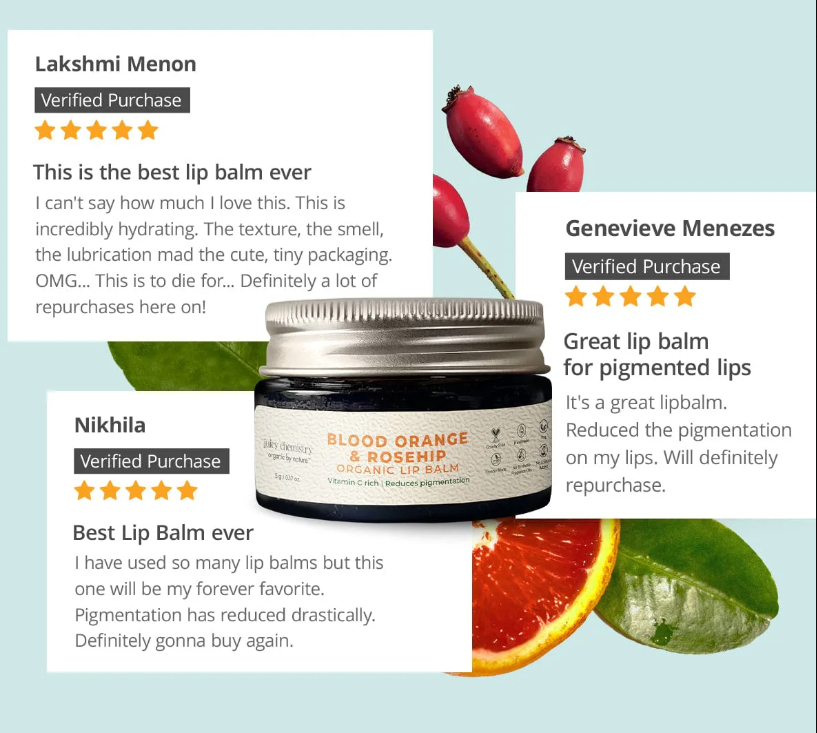 Lakshmi Menon
Verified Purchase
This is the best lip balm ever
I can't say how much I love this. This is
incredibly hydrating. The texture, the smell,
the lubrication mad the cute, tiny packaging.
OMG... This is to die for... Definitely a lot of
repurchases here on!
Genevieve Menezes
Verified Purchase
Great lip balm
for pigmented lips
It's a great lipbalm.
Reduced the pigmentation
on my lips. Will definitely
repurchase.
Nikhila
Verified Purchase
Best Lip Balm ever
I have used so many lip balms but this
one will be my forever favorite.
Pigmentation has reduced drastically.
Definitely gonna buy again.
juicy chemistry
organic by nature
BLOOD ORANGE
& ROSEHIP
ORGANIC LIP BALM
Vitamin C rich | Reduces pigmentation